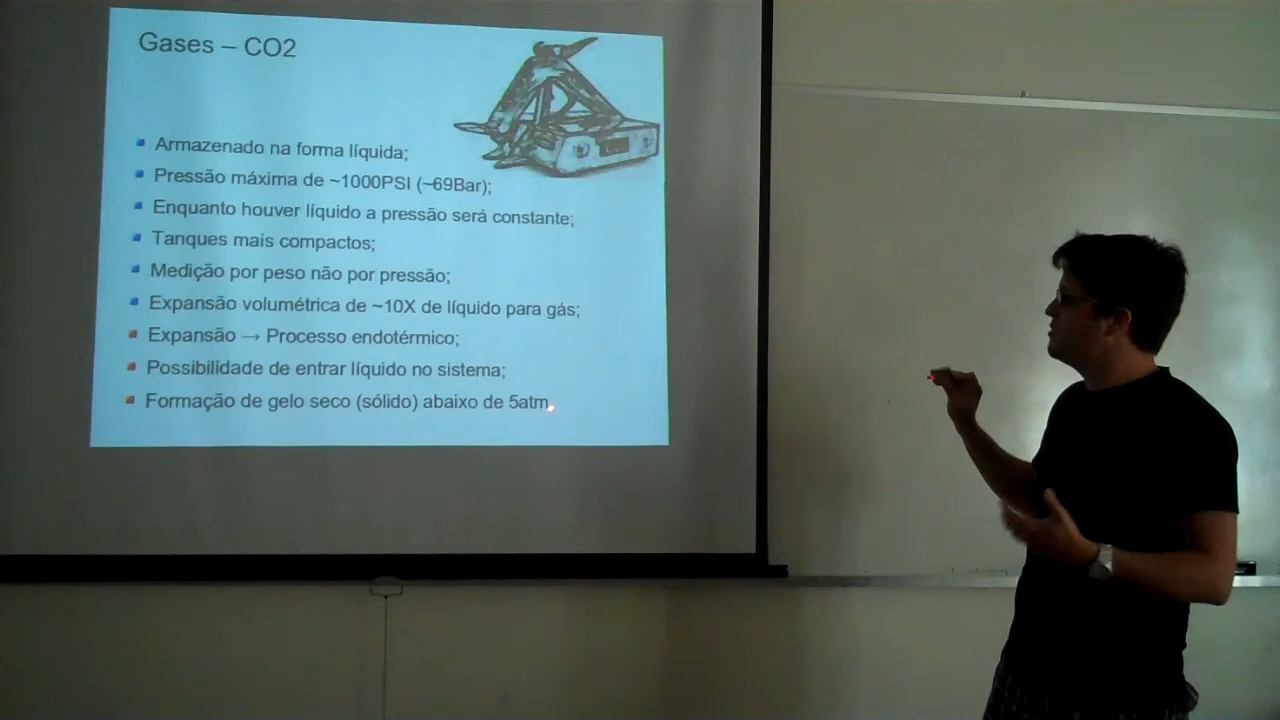 Gases – CO2
Armazenado na forma líquida;
Pressão máxima de ~1000PSI (~69Bar);
Enquanto houver líquido a pressão será constante;
Tanques mais compactos;
Medição por peso não por pressão;
Expansão volumétrica de ~10X de líquido para gás;
Expansão → Processo endotérmico;
Possibilidade de entrar líquido no sistema;
Formação de gelo seco (sólido) abaixo de 5atm.